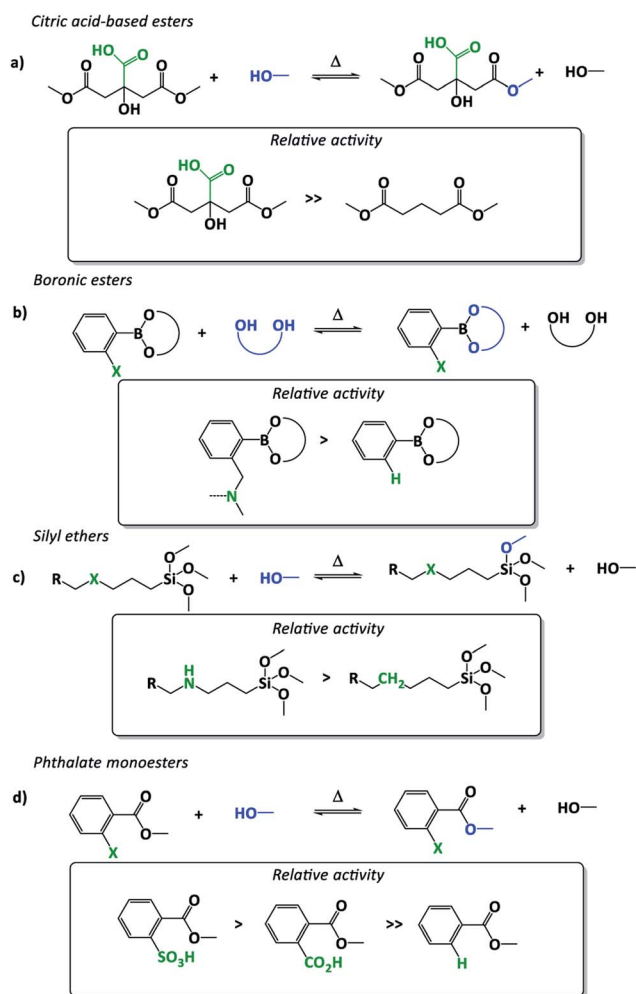 Citric acid-based esters
a)
HO O O O O O OH + HO Δ HO O O O O O OH + HO
Relative activity
HO O O O O O OH >> O O O O
Boronic esters
b)
B O O X + OH OH Δ B O O X + OH OH
Relative activity
B O O N > B O O H
Silyl ethers
c)
R X Si O O O + HO Δ R X Si O O O + HO
Relative activity
R H N Si O O O > R CH2 Si O O O
Phthalate monoesters
d)
O O X + HO Δ O O X + HO
Relative activity
O O SO3H > O O CO2H >> O O H